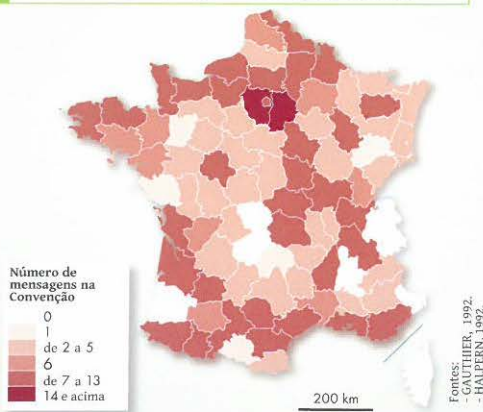 Número de
mensagens na
Convenção
0
1
de 2 a 5
6
de 7 a 13
14 e acima
200 km
Fontes:
- GAUTHIER, 1992.
- HALPERN, 1992.